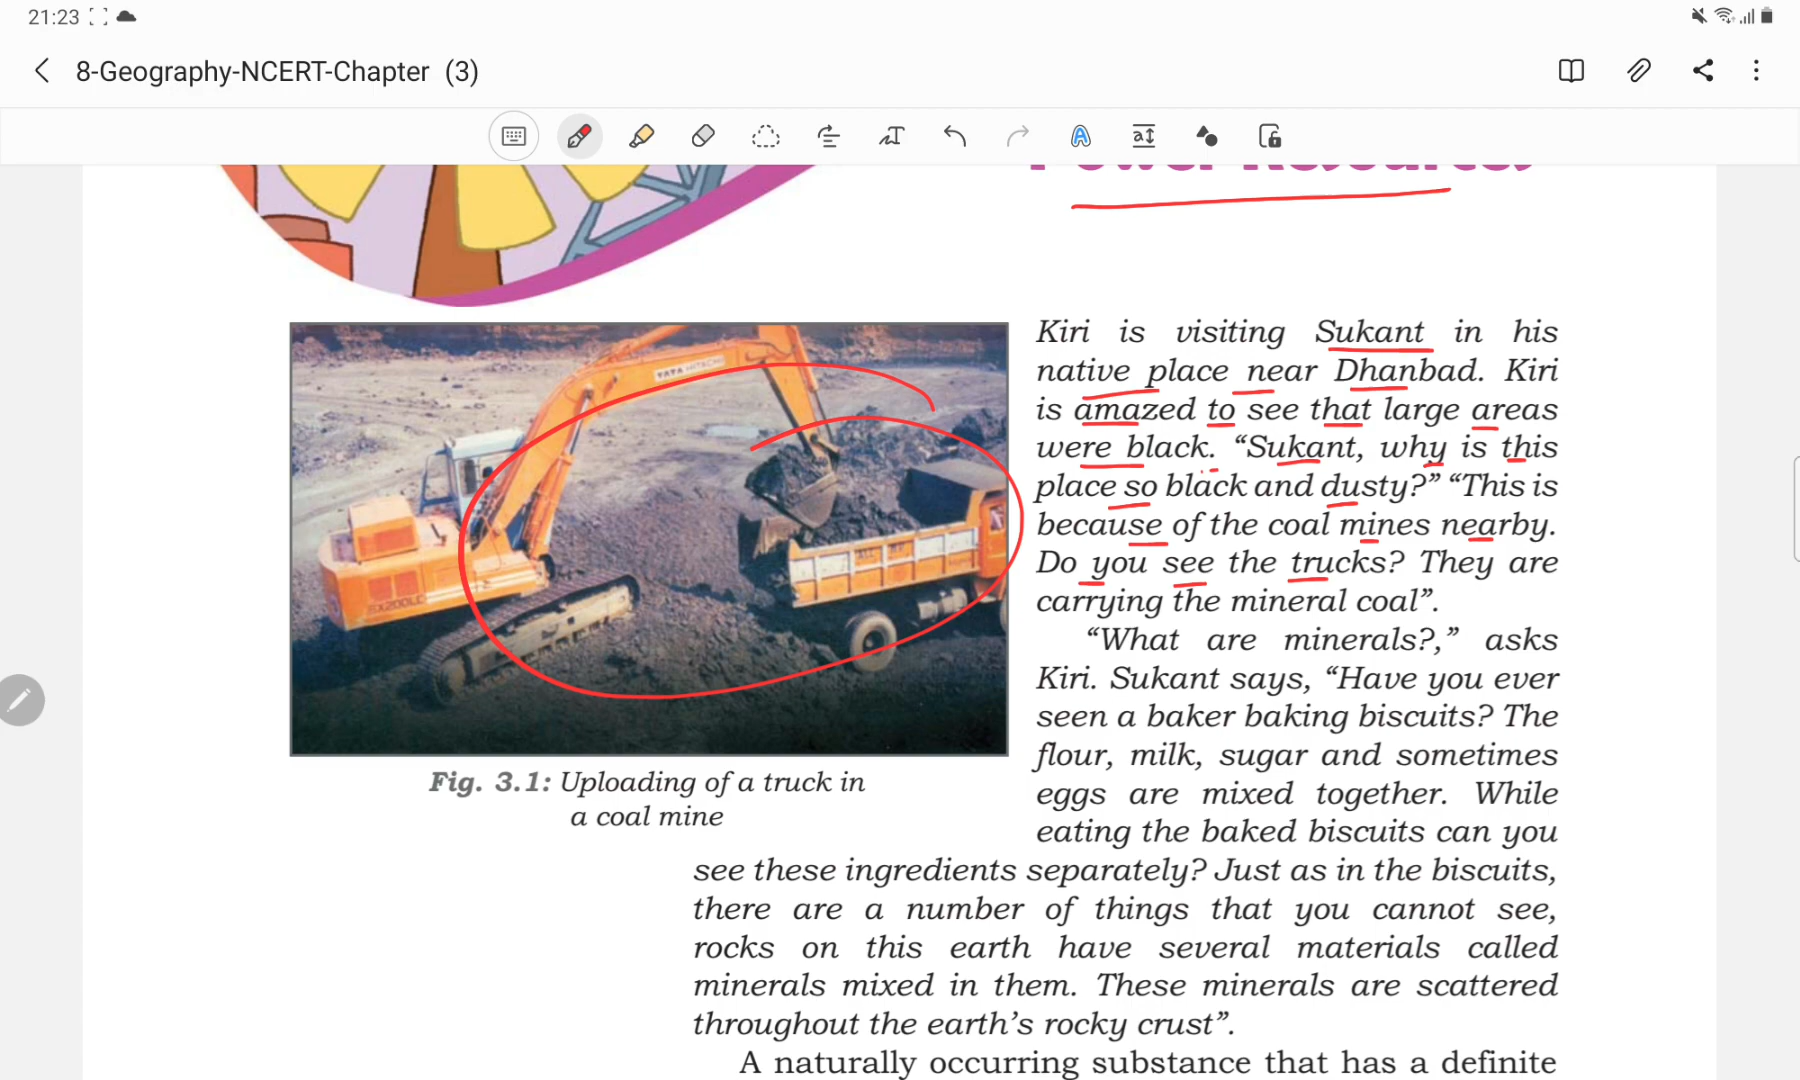 21:23
8-Geography-NCERT-Chapter (3)
Power Resources
TATA HITACHI
EX200LC
Kiri is visiting Sukant in his
native place near Dhanbad. Kiri
is amazed to see that large areas
were black. “Sukant, why is this
place so black and dusty?” “This is
because of the coal mines nearby.
Do you see the trucks? They are
carrying the mineral coal”.
“What are minerals?,” asks
Kiri. Sukant says, “Have you ever
seen a baker baking biscuits? The
flour, milk, sugar and sometimes
eggs are mixed together. While
eating the baked biscuits can you
Fig. 3.1: Uploading of a truck in
a coal mine
see these ingredients separately? Just as in the biscuits,
there are a number of things that you cannot see,
rocks on this earth have several materials called
minerals mixed in them. These minerals are scattered
throughout the earth’s rocky crust”.
A naturally occurring substance that has a definite